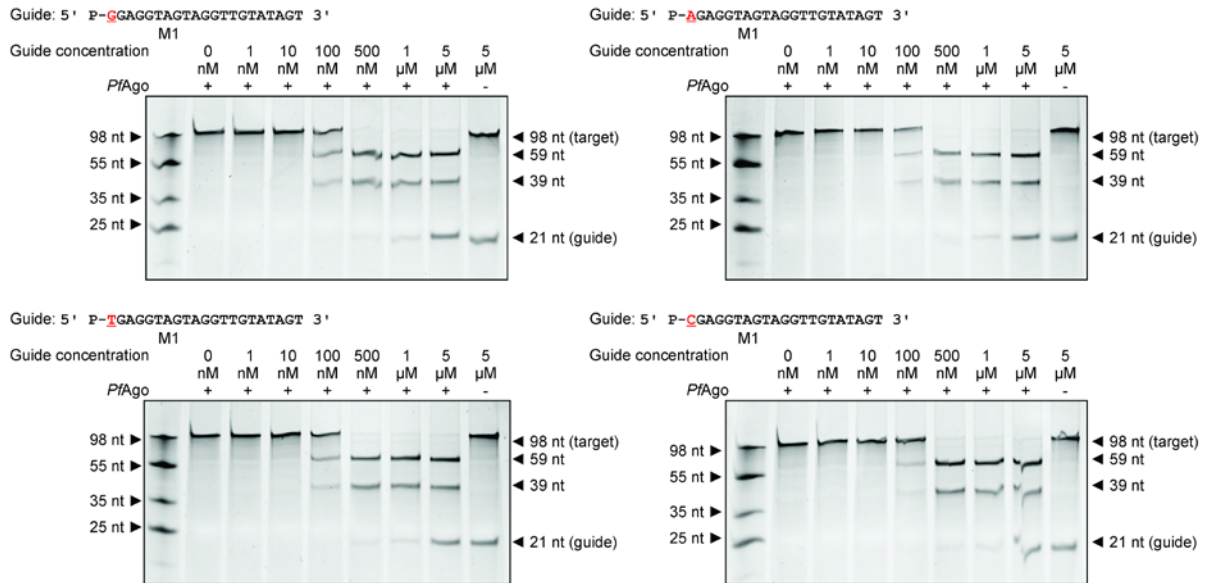 Guide: 5' P-GGAGGTAGTAGGTTGTATAGT 3'
M1
Guide concentration 0 1 10 100 500 1 5 5
nM nM nM nM nM µM µM µM
PfAgo + + + + + + + -
98 nt
55 nt
35 nt
25 nt
98 nt (target)
59 nt
39 nt
21 nt (guide)
Guide: 5' P-AGAGGTAGTAGGTTGTATAGT 3'
M1
Guide concentration 0 1 10 100 500 1 5 5
nM nM nM nM nM µM µM µM
PfAgo + + + + + + + -
98 nt
55 nt
35 nt
25 nt
98 nt (target)
59 nt
39 nt
21 nt (guide)
Guide: 5' P-TGAGGTAGTAGGTTGTATAGT 3'
M1
Guide concentration 0 1 10 100 500 1 5 5
nM nM nM nM nM µM µM µM
PfAgo + + + + + + + -
98 nt
55 nt
35 nt
25 nt
98 nt (target)
59 nt
39 nt
21 nt (guide)
Guide: 5' P-CGAGGTAGTAGGTTGTATAGT 3'
M1
Guide concentration 0 1 10 100 500 1 5 5
nM nM nM nM nM µM µM µM
PfAgo + + + + + + + -
98 nt
55 nt
35 nt
25 nt
98 nt (target)
59 nt
39 nt
21 nt (guide)